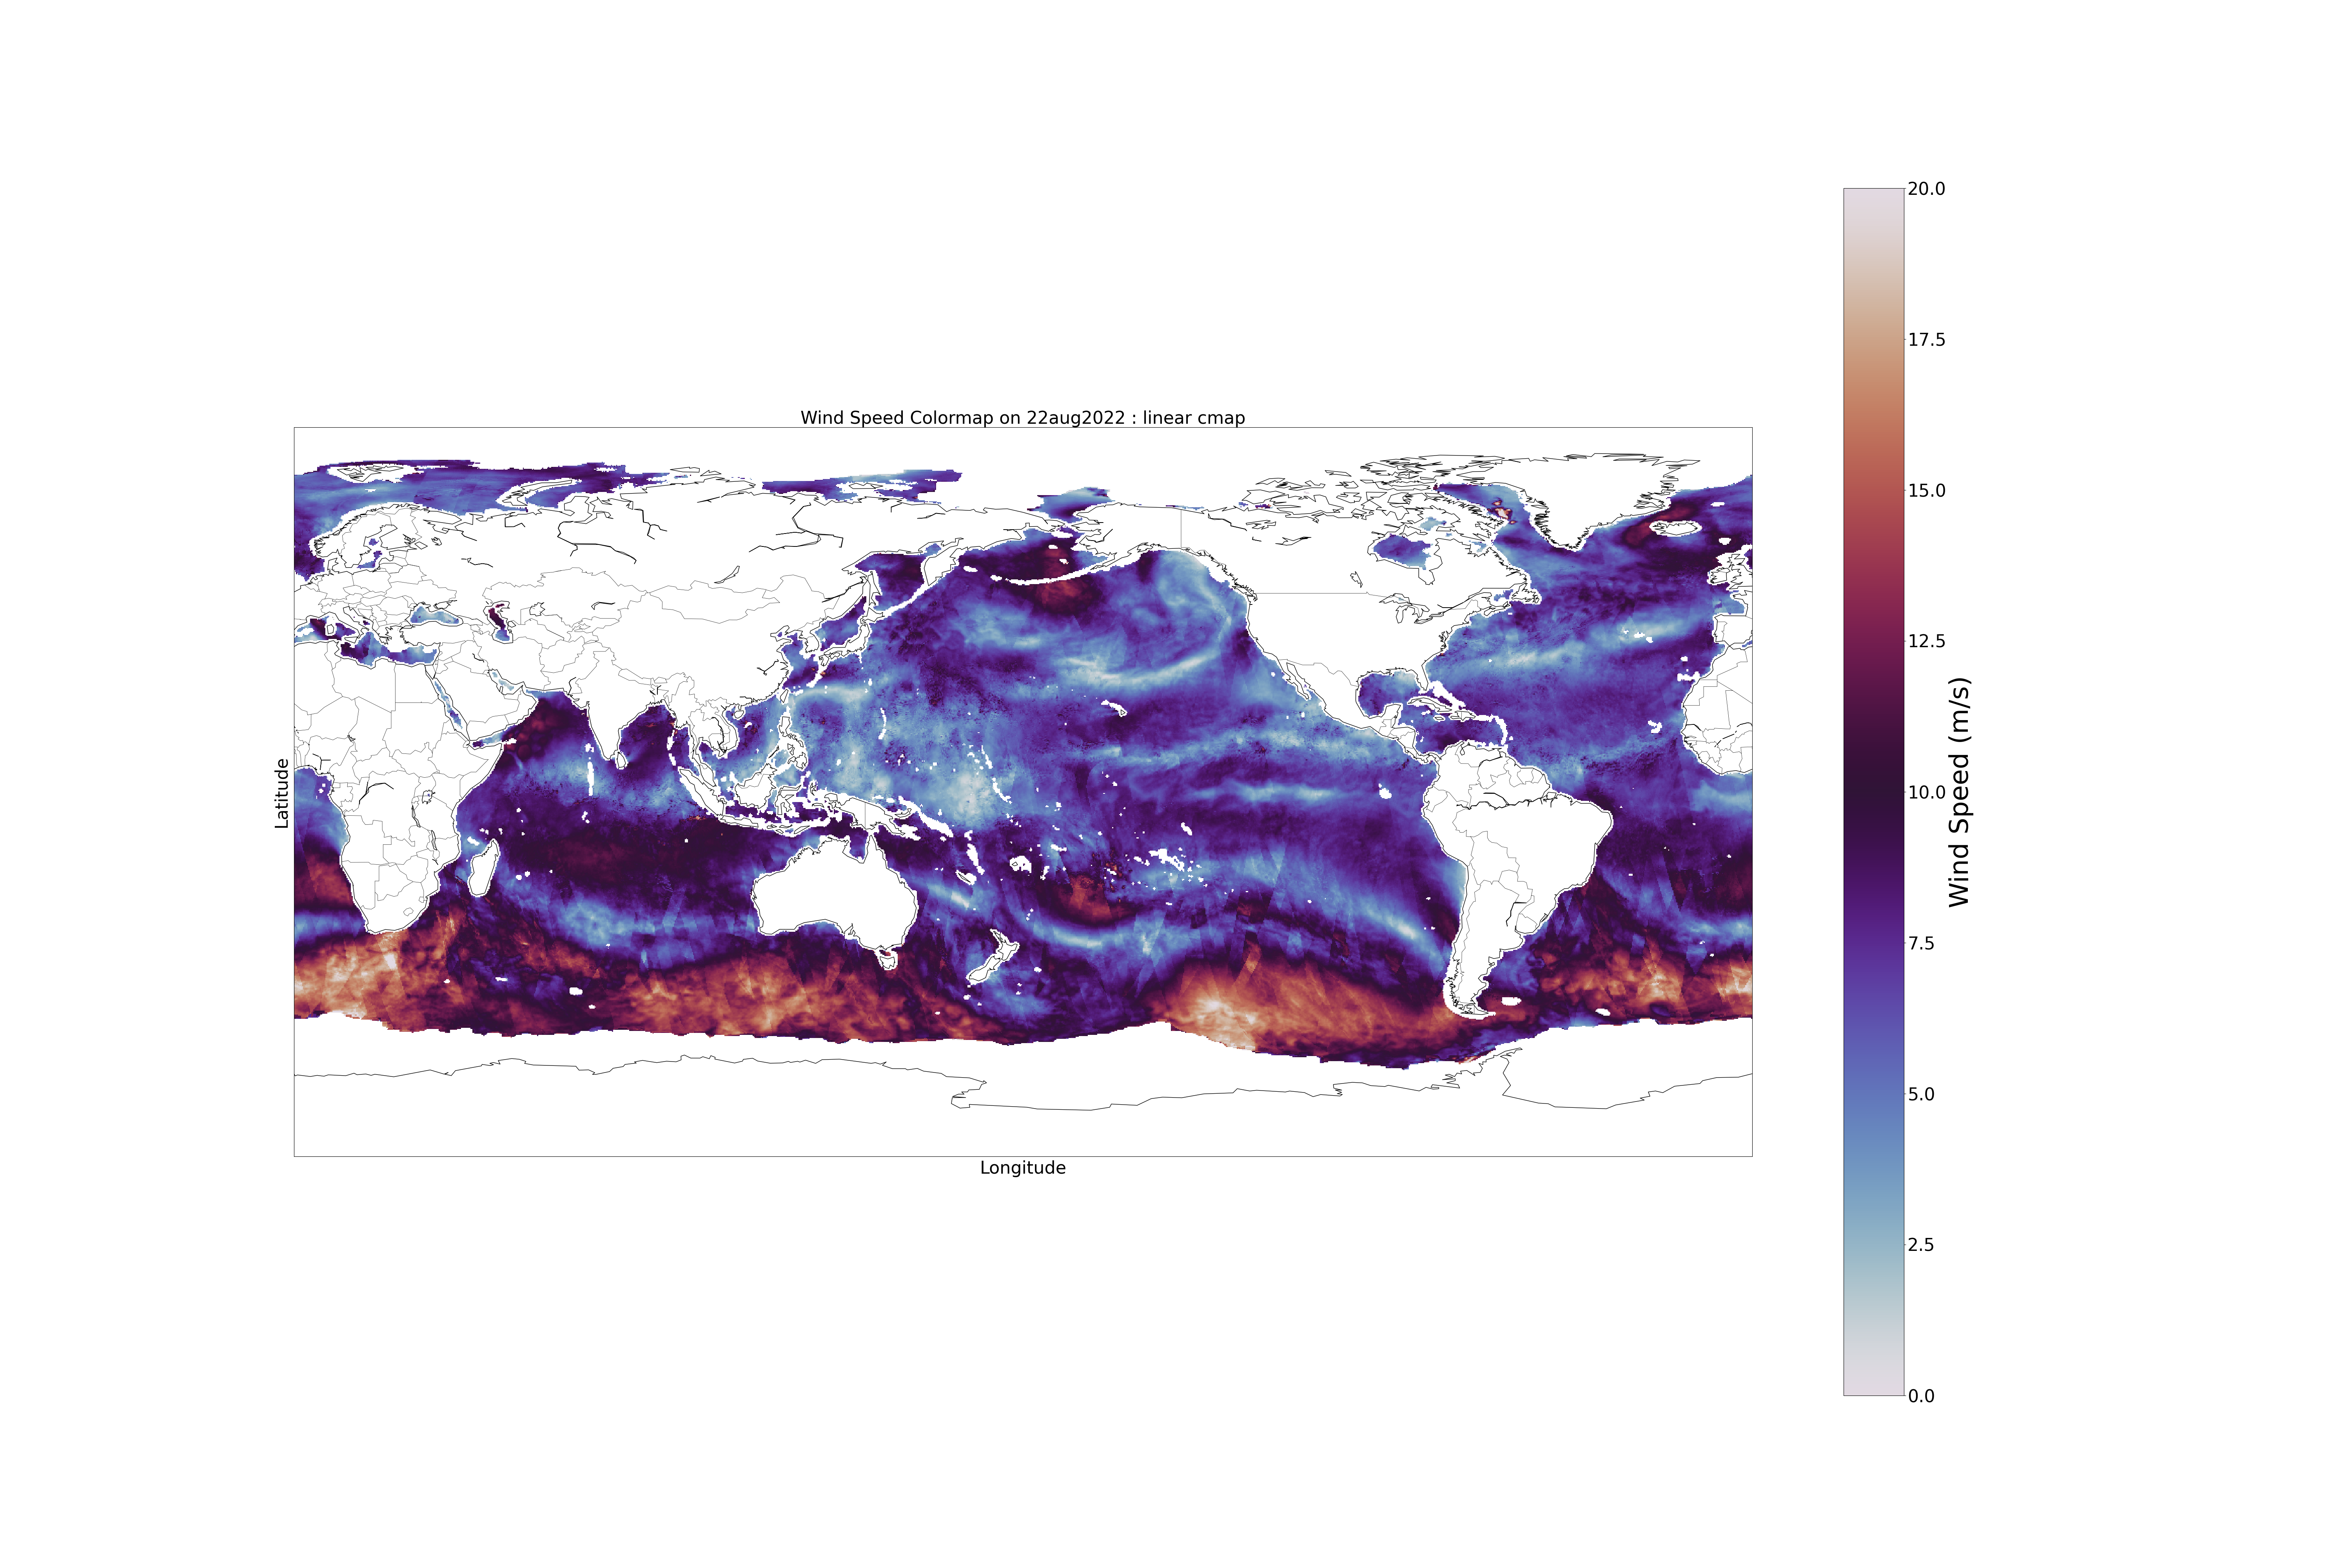 Wind Speed Colormap on 22aug2022 : linear cmap
Latitude
Longitude
20.0
17.5
15.0
12.5
10.0
7.5
5.0
2.5
0.0
Wind Speed (m/s)